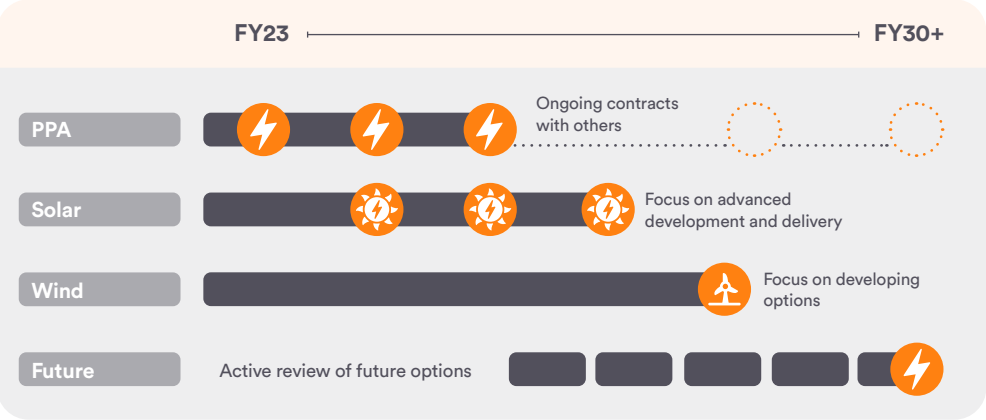 FY23 FY30+
PPA
Ongoing contracts
with others
Solar
Focus on advanced
development and delivery
Wind
Focus on developing
options
Future
Active review of future options